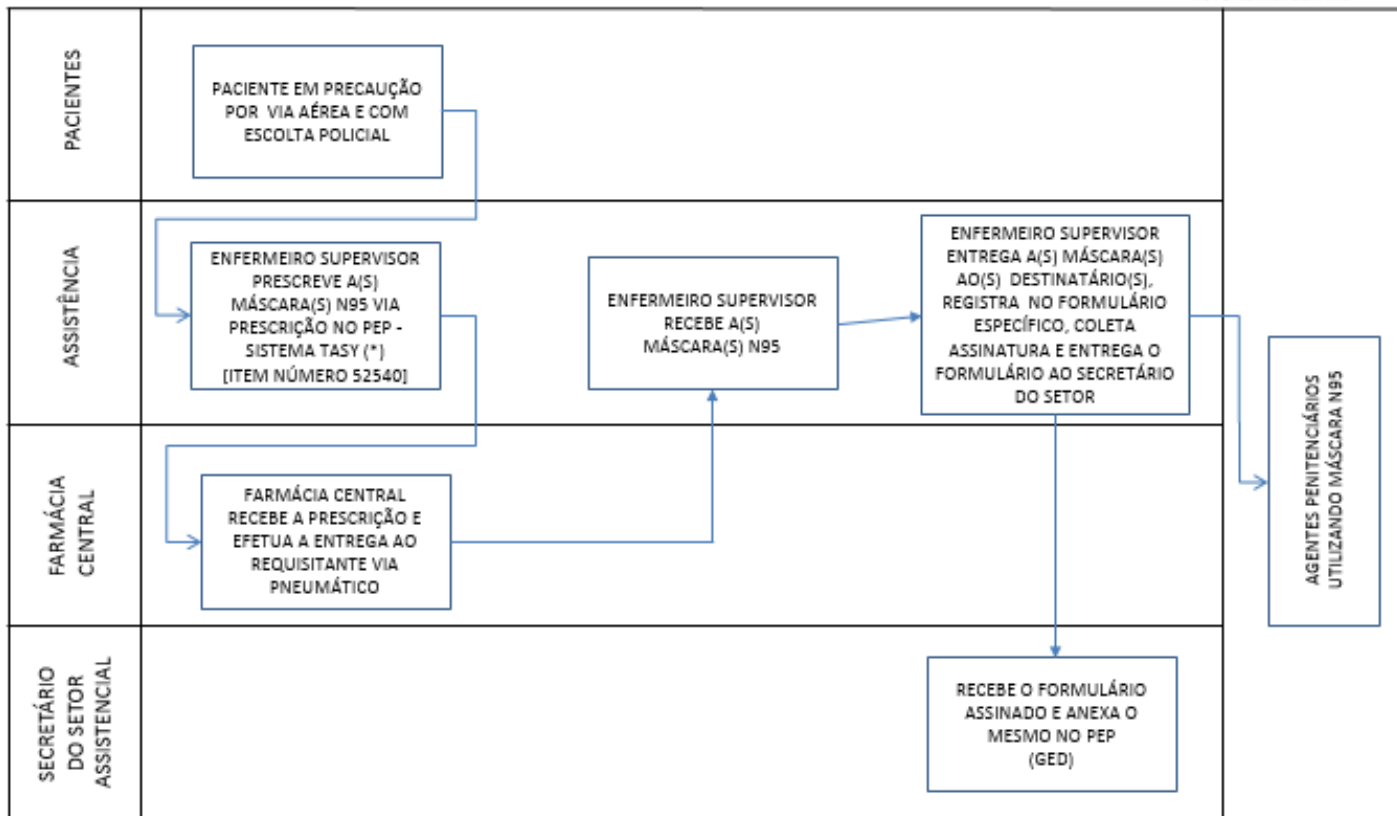 PACIENTES
PACIENTE EM PRECAUÇÃO
POR VIA AÉREA E COM
ESCOLTA POLICIAL
ASSISTÊNCIA
ENFERMEIRO SUPERVISOR
PRESCREVE A(S)
MÁSCARA(S) N95 VIA
PRESCRIÇÃO NO PEP -
SISTEMA TASY (*)
[ITEM NÚMERO 52540]
ENFERMEIRO SUPERVISOR
RECEBE A(S)
MÁSCARA(S) N95
ENFERMEIRO SUPERVISOR
ENTREGA A(S) MÁSCARA(S)
AO(S) DESTINATÁRIO(S),
REGISTRA NO FORMULÁRIO
ESPECÍFICO, COLETA
ASSINATURA E ENTREGA O
FORMULÁRIO AO SECRETÁRIO
DO SETOR
AGENTES PENITENCIÁRIOS
UTILIZANDO MÁSCARA N95
FARMÁCIA
CENTRAL
FARMÁCIA CENTRAL
RECEBE A PRESCRIÇÃO E
EFETUA A ENTREGA AO
REQUISITANTE VIA
PNEUMÁTICO
SECRETÁRIO
DO SETOR
ASSISTENCIAL
RECEBE O FORMULÁRIO
ASSINADO E ANEXA O
MESMO NO PEP
(GED)